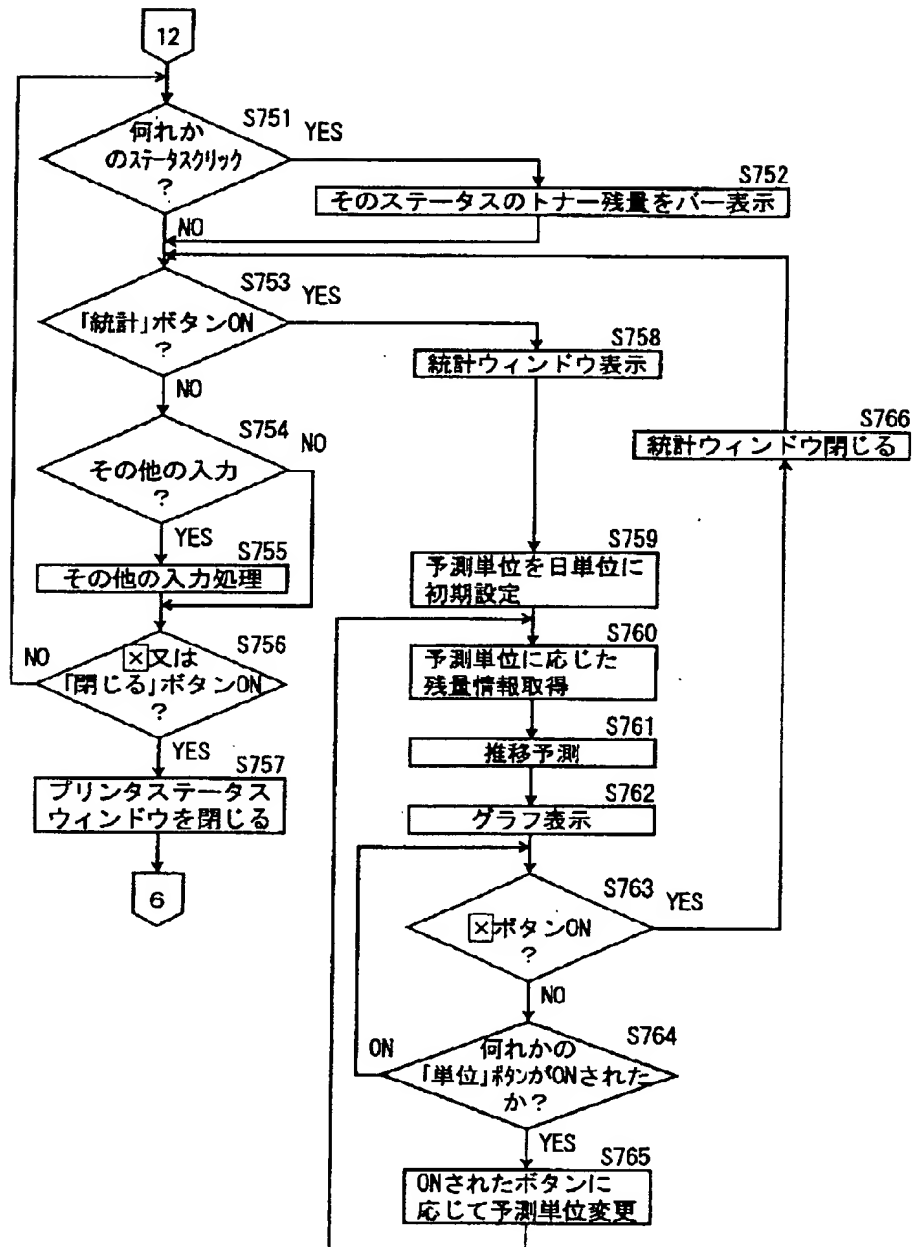 12
S751
何れか
のステータスクリック
?
YES
NO
S752
そのステータスのトナー残量をバー表示
S753
「統計」ボタンON
?
YES
NO
S758
統計ウィンドウ表示
S754
その他の入力
?
NO
YES
S766
統計ウィンドウ閉じる
S755
その他の入力処理
S759
予測単位を日単位に
初期設定
S756
×又は
「閉じる」ボタンON
?
NO
YES
S760
予測単位に応じた
残量情報取得
S761
推移予測
S757
プリンタステータス
ウィンドウを閉じる
S762
グラフ表示
6
S763
×ボタンON
?
YES
NO
S764
何れかの
「単位」ボタンがONされた
か?
ON
YES
S765
ONされたボタンに
応じて予測単位変更